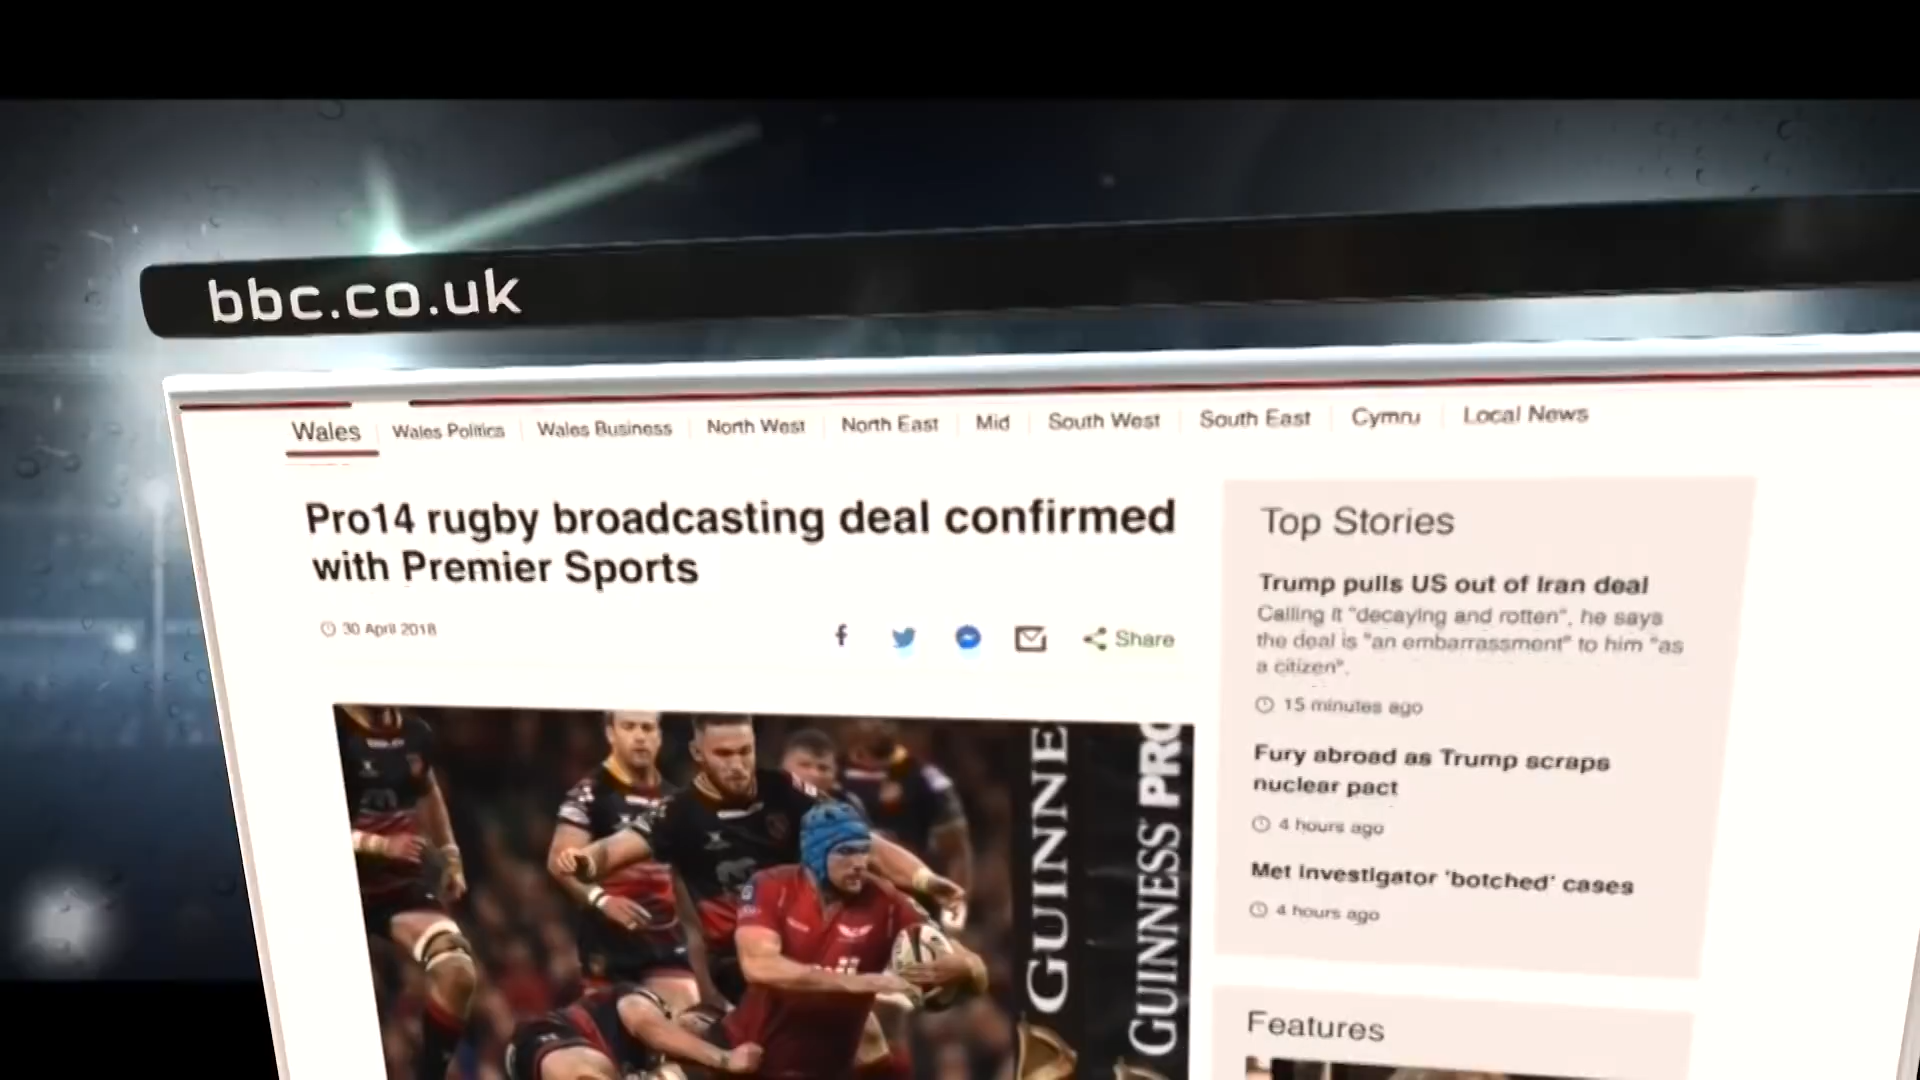 bbc.co.uk
Wales
Wales Politics
Wales Business
North West
North East
Mid
South West
South East
Cymru
Local News
Pro14 rugby broadcasting deal confirmed
with Premier Sports
30 April 2018
Share
Top Stories
Trump pulls US out of Iran deal
Calling it "decaying and rotten", he says
the deal is "an embarrassment" to him "as
a citizen".
15 minutes ago
Fury abroad as Trump scraps
nuclear pact
4 hours ago
Met investigator 'botched' cases
4 hours ago
Features
GUINNE
GUINNESS PRO